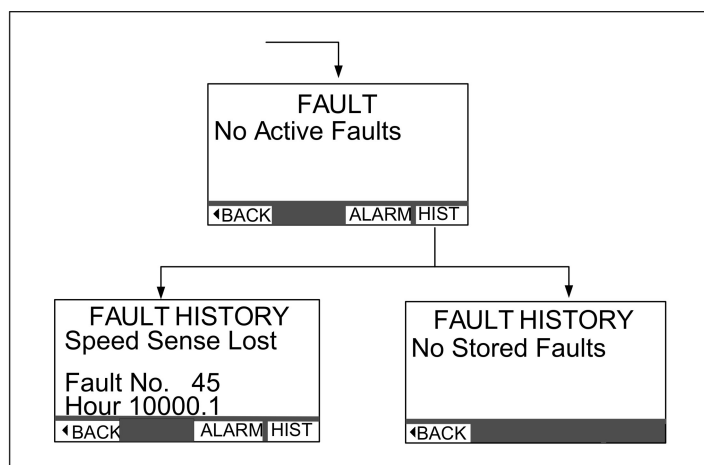 FAULT
No Active Faults
◄BACK ALARM HIST
FAULT HISTORY
Speed Sense Lost
Fault No. 45
Hour 10000.1
◄BACK ALARM HIST
FAULT HISTORY
No Stored Faults
◄BACK